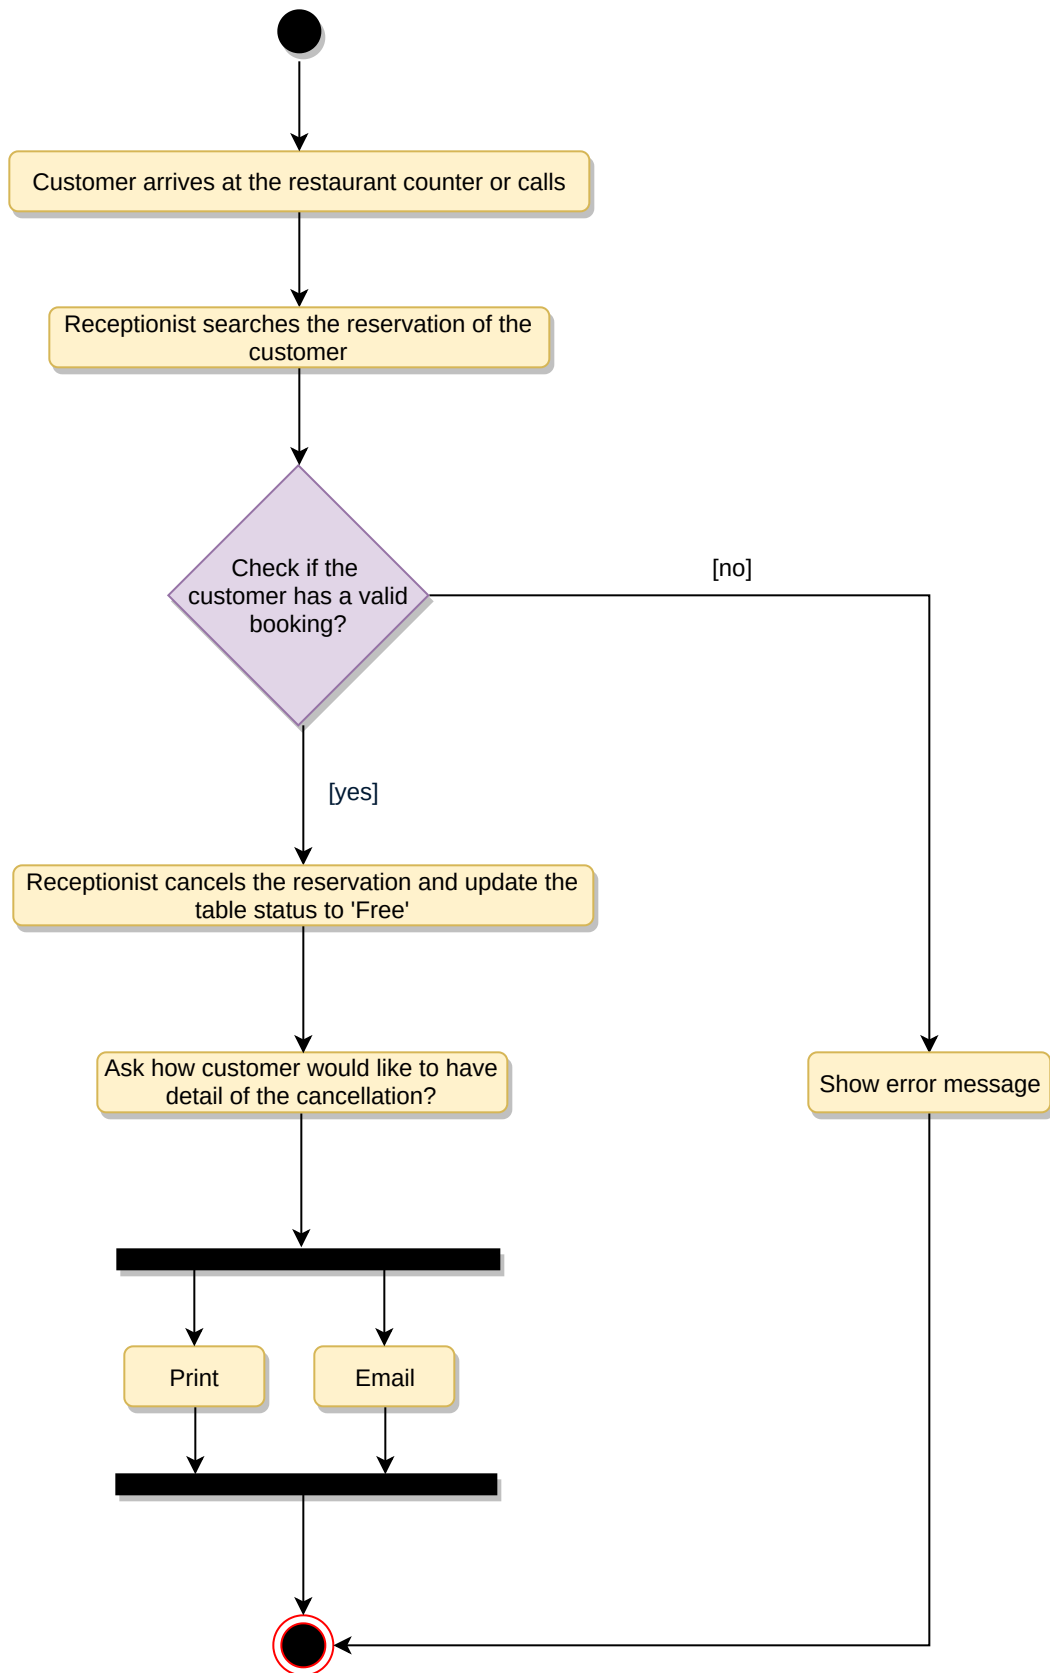 Customer arrives at the restaurant counter or calls
Receptionist searches the reservation of the
customer
Check if the
customer has a valid
booking?
[no]
[yes]
Receptionist cancels the reservation and update the
table status to 'Free'
Ask how customer would like to have
detail of the cancellation?
Show error message
Print
Email